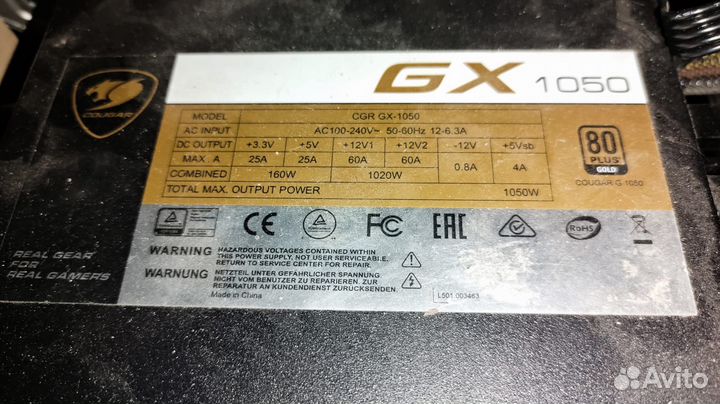 COUGAR
GX 1050
MODEL CGR GX-1050
AC INPUT AC100-240V~ 50-60Hz 12-6.3A
DC OUTPUT +3.3V +5V +12V1 +12V2 -12V +5Vsb
MAX. A 25A 25A 60A 60A 0.8A 4A
COMBINED 160W 1020W
TOTAL MAX. OUTPUT POWER 1050W
80
PLUS
GOLD
COUGAR G 1050
CE FC EAC RoHS
REAL GEAR
FOR
REAL GAMERS
WARNING HAZARDOUS VOLTAGES CONTAINED WITHIN
THIS POWER SUPPLY, NOT USER SERVICEABLE.
RETURN TO SERVICE CENTER FOR REPAIR.
WARNUNG NETZTEIL UNTER GEFAHRLICHER SPANNUNG
NICHT VOM BENUTZER ZU REPARIEREN. ZUR
REPARATUR AN KUNDENDIENST ZURÜCKSENDEN.
Made in China
L501.003463
Avito